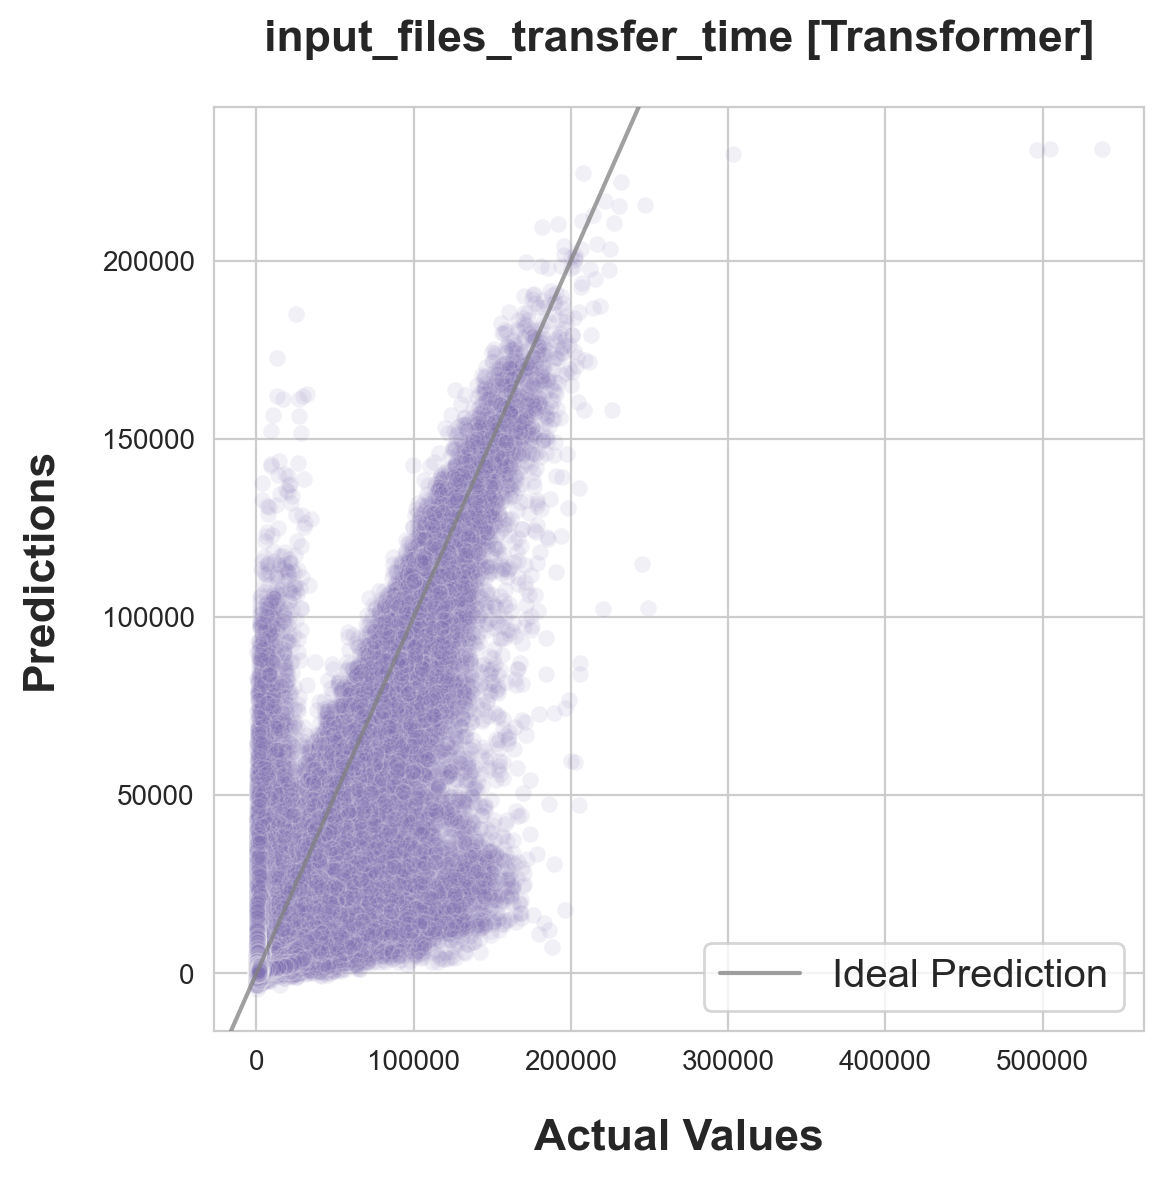 input_files_transfer_time [Transformer]
Predictions
200000
150000
100000
50000
0
Ideal Prediction
0
100000
200000
300000
400000
500000
Actual Values